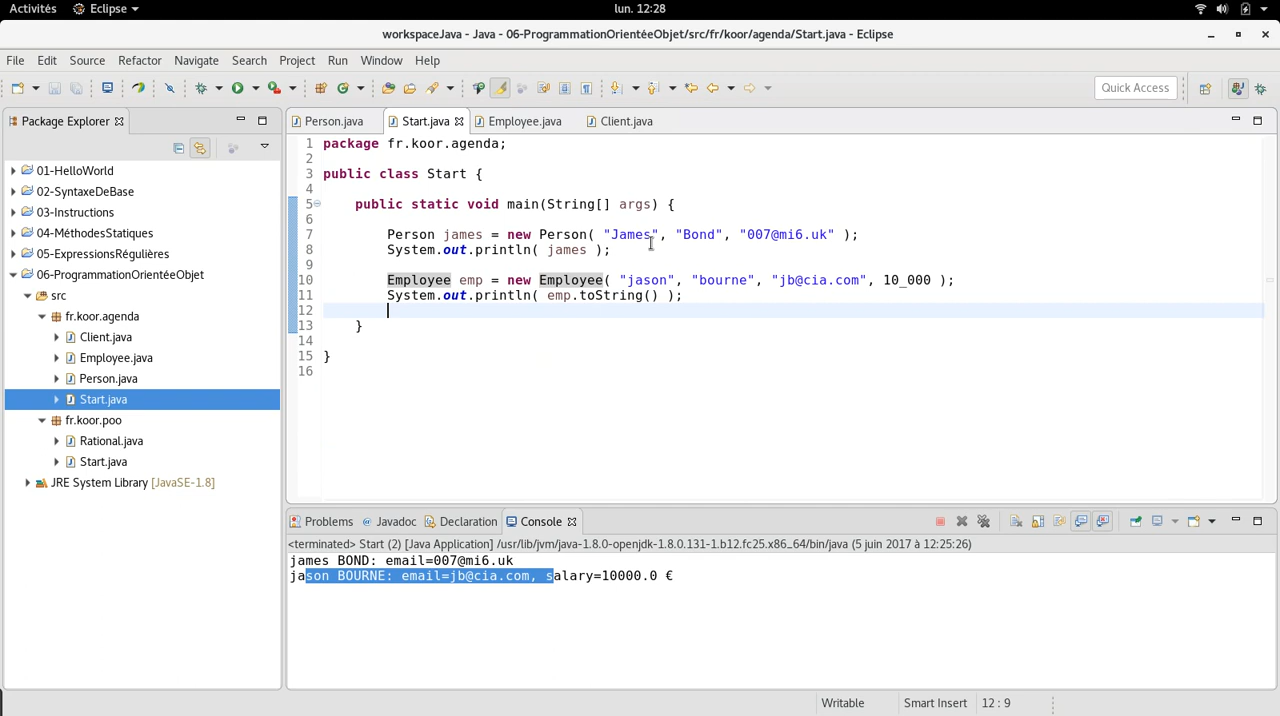 Activités Eclipse lun. 12:28
workspaceJava - Java - 06-ProgrammationOrientéeObjet/src/fr/koor/agenda/Start.java - Eclipse
File Edit Source Refactor Navigate Search Project Run Window Help
Quick Access
Package Explorer
01-HelloWorld
02-SyntaxeDeBase
03-Instructions
04-MéthodesStatiques
05-ExpressionsRégulières
06-ProgrammationOrientéeObjet
src
fr.koor.agenda
Client.java
Employee.java
Person.java
Start.java
fr.koor.poo
Rational.java
Start.java
JRE System Library [JavaSE-1.8]
Person.java Start.java Employee.java Client.java
1 package fr.koor.agenda;
2
3 public class Start {
4
5 public static void main(String[] args) {
6
7 Person james = new Person( "James", "Bond", "007@mi6.uk" );
8 System.out.println( james );
9
10 Employee emp = new Employee( "jason", "bourne", "jb@cia.com", 10_000 );
11 System.out.println( emp.toString() );
12
13 }
14
15 }
16
Problems Javadoc Declaration Console
<terminated> Start (2) [Java Application] /usr/lib/jvm/java-1.8.0-openjdk-1.8.0.131-1.b12.fc25.x86_64/bin/java (5 juin 2017 à 12:25:26)
james BOND: email=007@mi6.uk
jason BOURNE: email=jb@cia.com, salary=10000.0 €
Writable Smart Insert 12 : 9